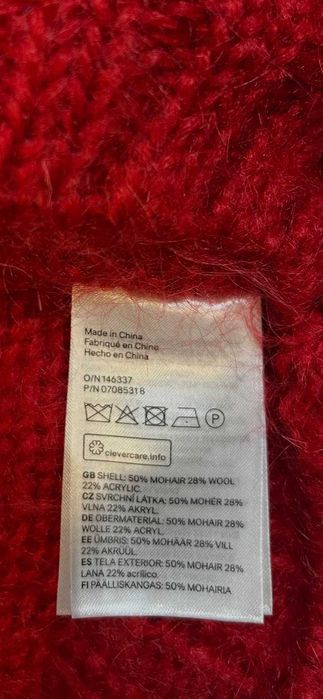 Made in China
Fabriqué en Chine
Hecho en China
O/N 146337
P/N 07085318
P
clevercare.info
GB SHELL: 50% MOHAIR 28% WOOL
22% ACRYLIC.
CZ SVRCHNÍ LÁTKA: 50% MOHÉR 28%
VLNA 22% AKRYL.
DE OBERMATERIAL: 50% MOHAIR 28%
WOLLE 22% ACRYL.
EE ÜMBRIS: 50% MOHÄÄR 28% VILL
22% AKRÜÜL.
ES TELA EXTERIOR: 50% MOHAIR 28%
LANA 22% acrílico.
FI PÄÄLLISKANGAS: 50% MOHAIRIA